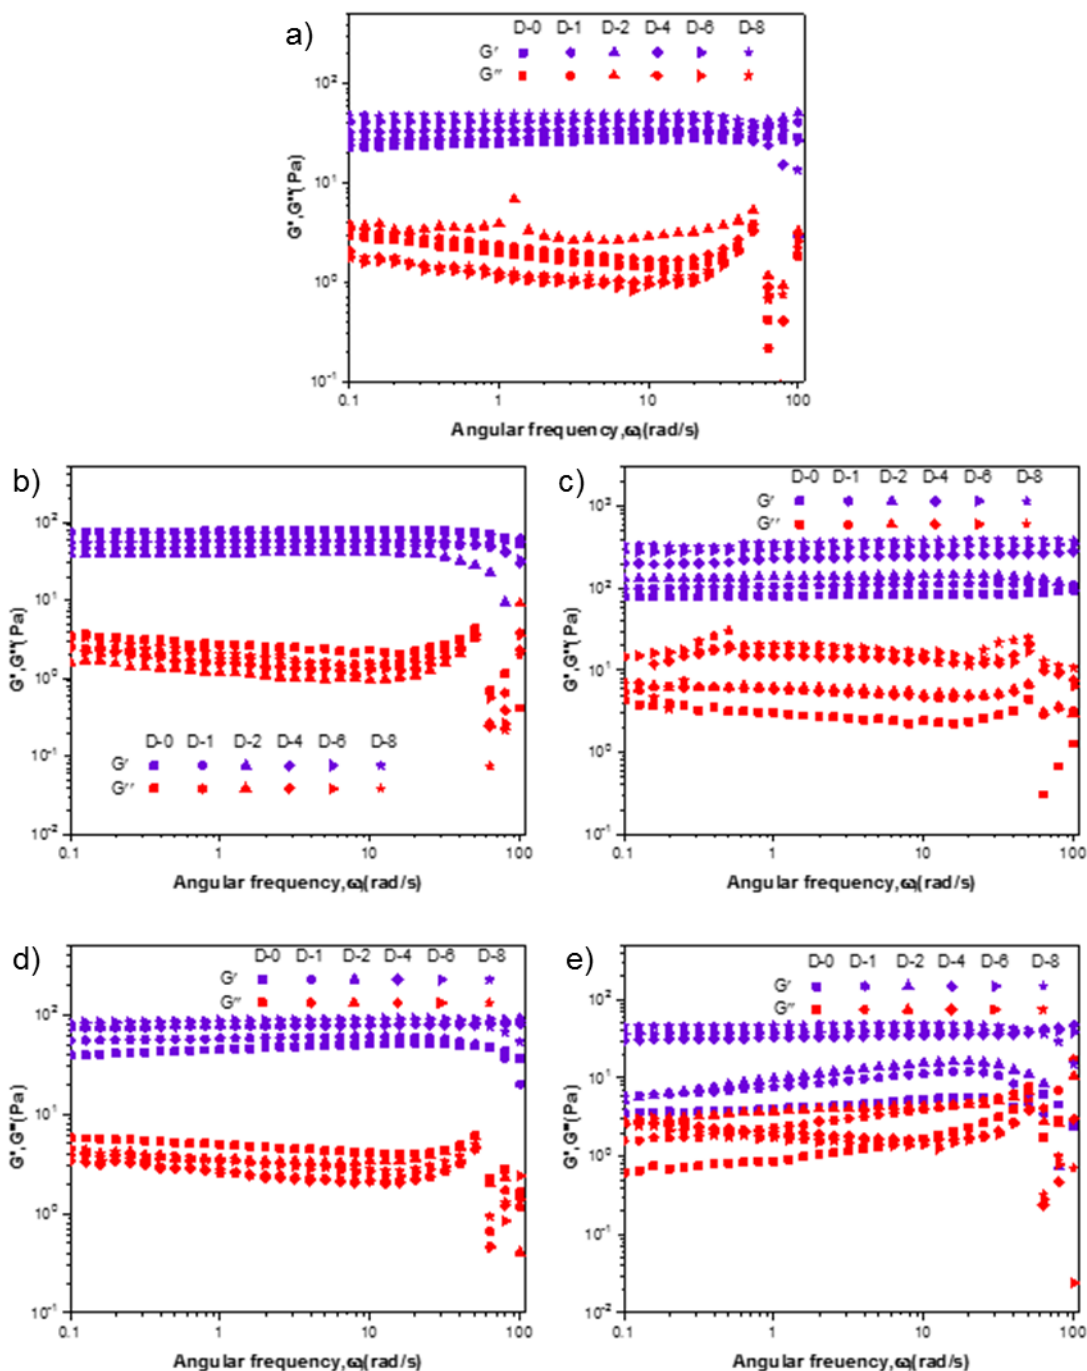 a)
D-0 D-1 D-2 D-4 D-6 D-8
G′
G″
10²
10¹
10⁰
10⁻¹
G',G''(Pa)
0.1 1 10 100
Angular frequency,ω,(rad/s)
b)
10²
10¹
10⁰
10⁻¹
10⁻²
G',G''(Pa)
D-0 D-1 D-2 D-4 D-6 D-8
G′
G″
0.1 1 10 100
Angular frequency,ω,(rad/s)
c)
D-0 D-1 D-2 D-4 D-6 D-8
G′
G″
10³
10²
10¹
10⁰
10⁻¹
G',G''(Pa)
0.1 1 10 100
Angular frequency,ω,(rad/s)
d)
D-0 D-1 D-2 D-4 D-6 D-8
G′
G″
10²
10¹
10⁰
10⁻¹
G',G''(Pa)
0.1 1 10 100
Angular frequency,ω,(rad/s)
e)
D-0 D-1 D-2 D-4 D-6 D-8
G′
G″
10²
10¹
10⁰
10⁻¹
10⁻²
G',G''(Pa)
0.1 1 10 100
Angular freuency,ω,(rad/s)